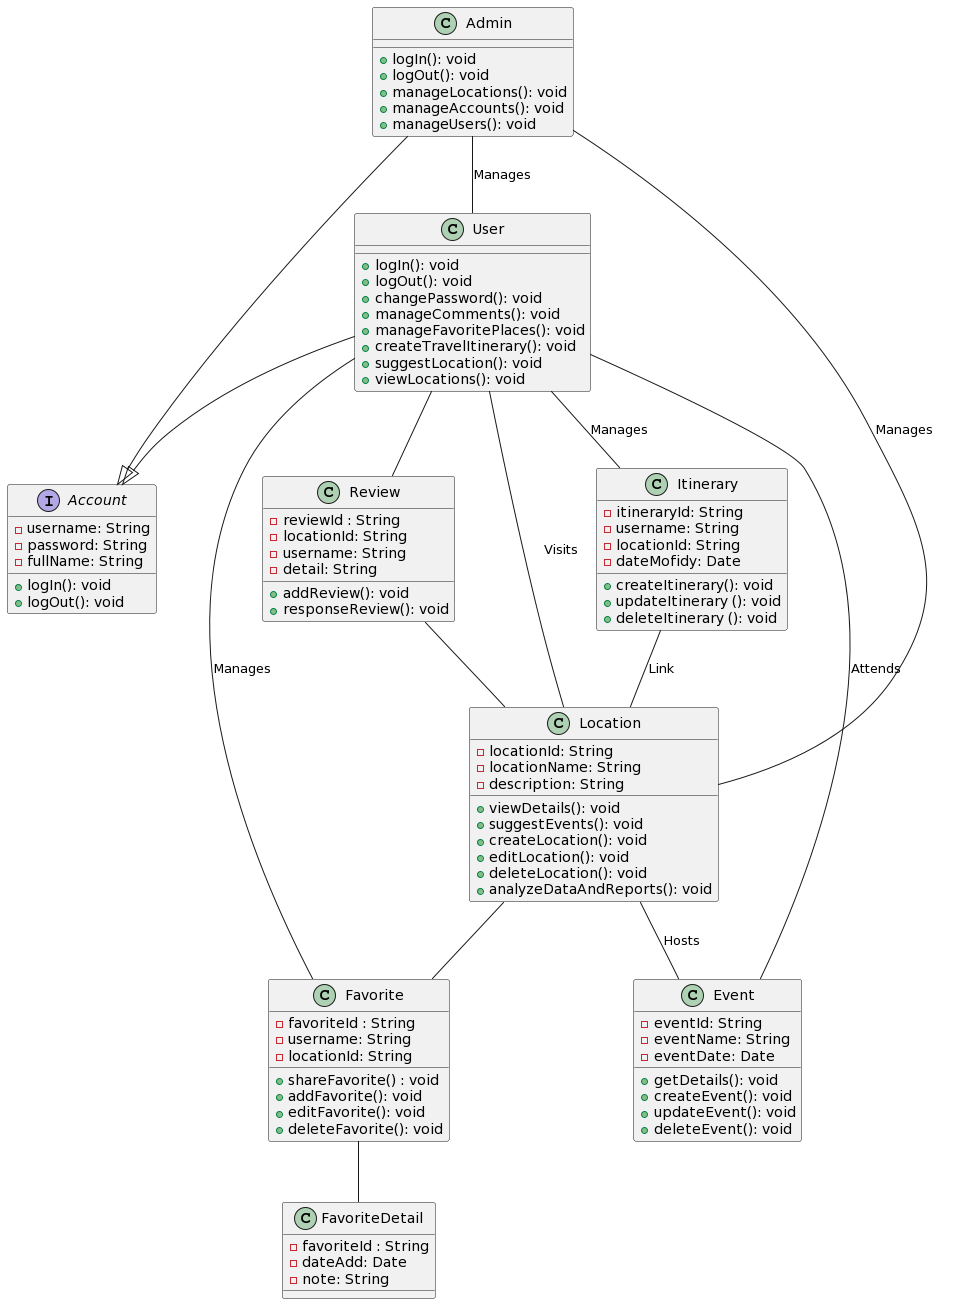 C Admin
logIn(): void
logOut(): void
manageLocations(): void
manageAccounts(): void
manageUsers(): void
Manages
C User
logIn(): void
logOut(): void
changePassword(): void
manageComments(): void
manageFavoritePlaces(): void
createTravelItinerary(): void
suggestLocation(): void
viewLocations(): void
Manages
Manages
I Account
username: String
password: String
fullName: String
logIn(): void
logOut(): void
C Review
reviewId : String
locationId: String
username: String
detail: String
addReview(): void
responseReview(): void
Visits
C Itinerary
itineraryId: String
username: String
locationId: String
dateMofidy: Date
createItinerary(): void
updateItinerary (): void
deleteItinerary (): void
Manages
Link
Attends
C Location
locationId: String
locationName: String
description: String
viewDetails(): void
suggestEvents(): void
createLocation(): void
editLocation(): void
deleteLocation(): void
analyzeDataAndReports(): void
Hosts
C Favorite
favoriteId : String
username: String
locationId: String
shareFavorite() : void
addFavorite(): void
editFavorite(): void
deleteFavorite(): void
C Event
eventId: String
eventName: String
eventDate: Date
getDetails(): void
createEvent(): void
updateEvent(): void
deleteEvent(): void
C FavoriteDetail
favoriteId : String
dateAdd: Date
note: String